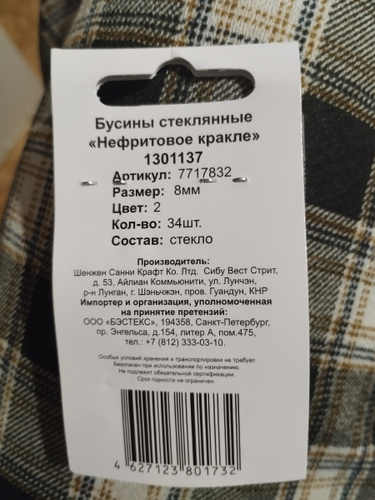 Бусины стеклянные
«Нефритовое кракле»
1301137
Артикул: 7717832
Размер: 8мм
Цвет: 2
Кол-во: 34шт.
Состав: стекло
Производитель:
Шенжен Санни Крафт Ко. Лтд. Сибу Вест Стрит,
д. 53, Айлиан Коммьюнити, ул. Лунчэн,
р-н Лунган, г. Шэньчжэн, пров. Гуандун, КНР
Импортер и организация, уполномоченная
на принятие претензий:
ООО «БЭСТЕКС», 194358, Санкт-Петербург,
пр. Энгельса, д.154, литер А, пом.475,
тел.: +7 (812) 333-03-10.
Особых условий хранения и транспортировки не требует.
Безопасен при использовании по назначению.
Не подлежит обязательной сертификации.
Срок годности не ограничен.
4 627123 801732